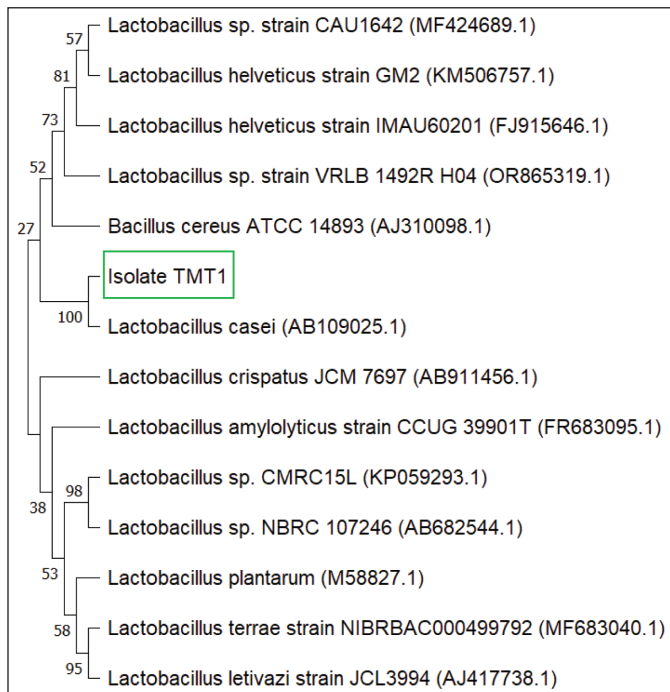 Lactobacillus sp. strain CAU1642 (MF424689.1)
57
Lactobacillus helveticus strain GM2 (KM506757.1)
81
Lactobacillus helveticus strain IMAU60201 (FJ915646.1)
73
Lactobacillus sp. strain VRLB 1492R H04 (OR865319.1)
52
Bacillus cereus ATCC 14893 (AJ310098.1)
27
Isolate TMT1
100
Lactobacillus casei (AB109025.1)
Lactobacillus crispatus JCM 7697 (AB911456.1)
Lactobacillus amylolyticus strain CCUG 39901T (FR683095.1)
Lactobacillus sp. CMRC15L (KP059293.1)
98
38
Lactobacillus sp. NBRC 107246 (AB682544.1)
53
Lactobacillus plantarum (M58827.1)
58
Lactobacillus terrae strain NIBRBAC000499792 (MF683040.1)
95
Lactobacillus letivazi strain JCL3994 (AJ417738.1)